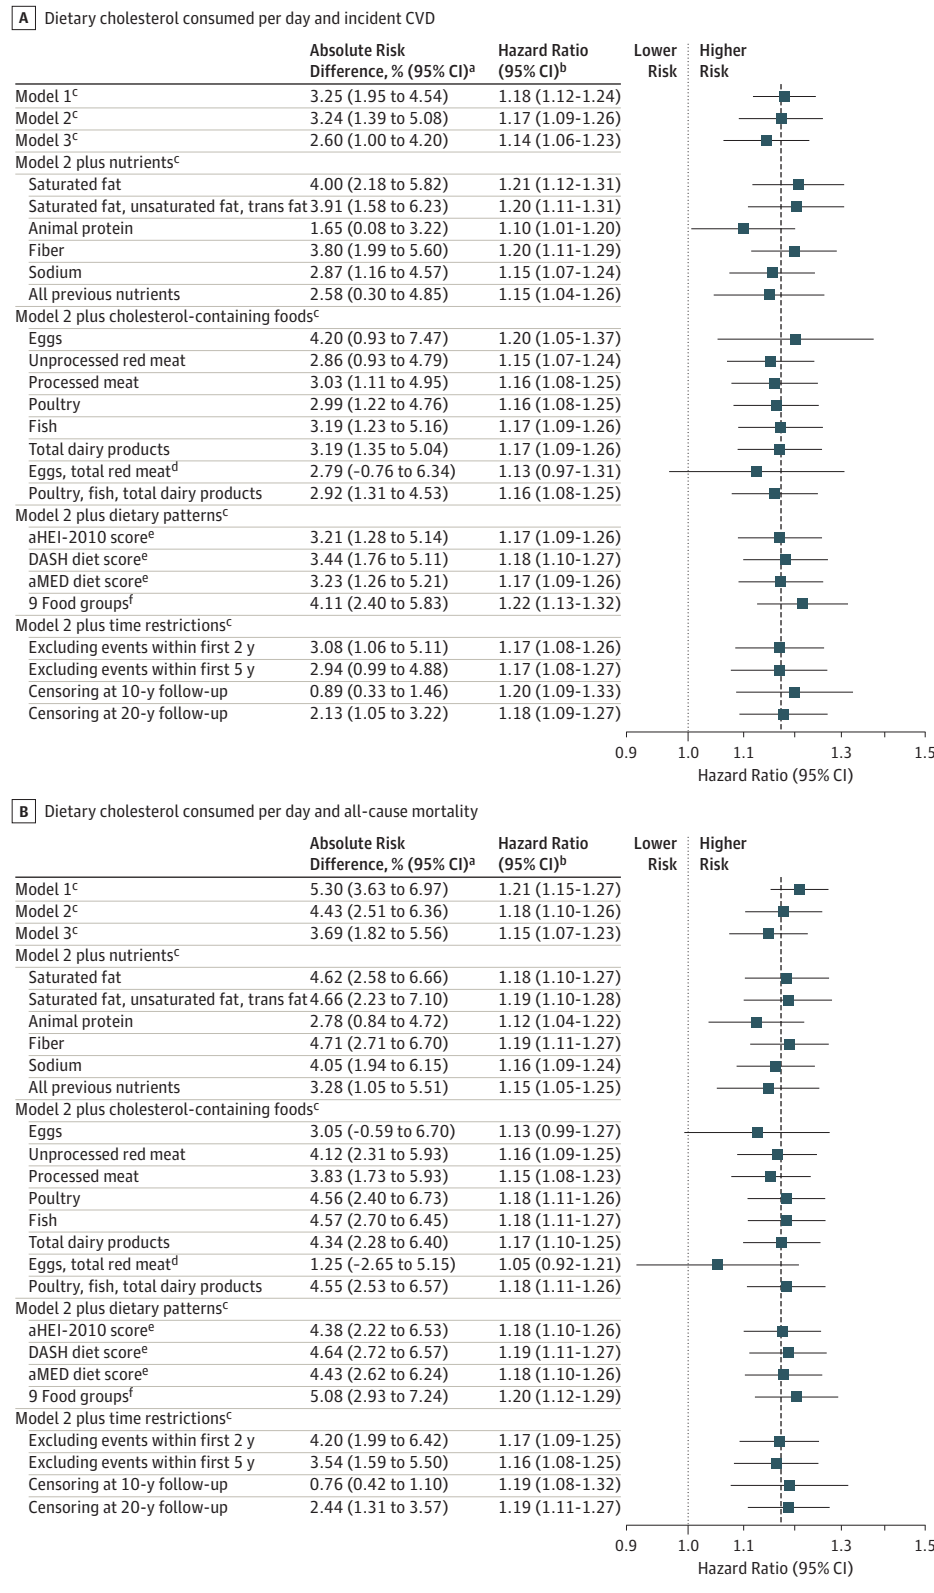 A Dietary cholesterol consumed per day and incident CVD
Absolute Risk Hazard Ratio Lower Higher
Difference, % (95% CI)a (95% CI)b Risk Risk
Model 1c 3.25 (1.95 to 4.54) 1.18 (1.12-1.24)
Model 2c 3.24 (1.39 to 5.08) 1.17 (1.09-1.26)
Model 3c 2.60 (1.00 to 4.20) 1.14 (1.06-1.23)
Model 2 plus nutrientsc
Saturated fat 4.00 (2.18 to 5.82) 1.21 (1.12-1.31)
Saturated fat, unsaturated fat, trans fat 3.91 (1.58 to 6.23) 1.20 (1.11-1.31)
Animal protein 1.65 (0.08 to 3.22) 1.10 (1.01-1.20)
Fiber 3.80 (1.99 to 5.60) 1.20 (1.11-1.29)
Sodium 2.87 (1.16 to 4.57) 1.15 (1.07-1.24)
All previous nutrients 2.58 (0.30 to 4.85) 1.15 (1.04-1.26)
Model 2 plus cholesterol-containing foodsc
Eggs 4.20 (0.93 to 7.47) 1.20 (1.05-1.37)
Unprocessed red meat 2.86 (0.93 to 4.79) 1.15 (1.07-1.24)
Processed meat 3.03 (1.11 to 4.95) 1.16 (1.08-1.25)
Poultry 2.99 (1.22 to 4.76) 1.16 (1.08-1.25)
Fish 3.19 (1.23 to 5.16) 1.17 (1.09-1.26)
Total dairy products 3.19 (1.35 to 5.04) 1.17 (1.09-1.26)
Eggs, total red meatd 2.79 (-0.76 to 6.34) 1.13 (0.97-1.31)
Poultry, fish, total dairy products 2.92 (1.31 to 4.53) 1.16 (1.08-1.25)
Model 2 plus dietary patternsc
aHEI-2010 scoree 3.21 (1.28 to 5.14) 1.17 (1.09-1.26)
DASH diet scoree 3.44 (1.76 to 5.11) 1.18 (1.10-1.27)
aMED diet scoree 3.23 (1.26 to 5.21) 1.17 (1.09-1.26)
9 Food groupsf 4.11 (2.40 to 5.83) 1.22 (1.13-1.32)
Model 2 plus time restrictionsc
Excluding events within first 2 y 3.08 (1.06 to 5.11) 1.17 (1.08-1.26)
Excluding events within first 5 y 2.94 (0.99 to 4.88) 1.17 (1.08-1.27)
Censoring at 10-y follow-up 0.89 (0.33 to 1.46) 1.20 (1.09-1.33)
Censoring at 20-y follow-up 2.13 (1.05 to 3.22) 1.18 (1.09-1.27)
0.9 1.0 1.1 1.3 1.5
Hazard Ratio (95% CI)
B Dietary cholesterol consumed per day and all-cause mortality
Absolute Risk Hazard Ratio Lower Higher
Difference, % (95% CI)a (95% CI)b Risk Risk
Model 1c 5.30 (3.63 to 6.97) 1.21 (1.15-1.27)
Model 2c 4.43 (2.51 to 6.36) 1.18 (1.10-1.26)
Model 3c 3.69 (1.82 to 5.56) 1.15 (1.07-1.23)
Model 2 plus nutrientsc
Saturated fat 4.62 (2.58 to 6.66) 1.18 (1.10-1.27)
Saturated fat, unsaturated fat, trans fat 4.66 (2.23 to 7.10) 1.19 (1.10-1.28)
Animal protein 2.78 (0.84 to 4.72) 1.12 (1.04-1.22)
Fiber 4.71 (2.71 to 6.70) 1.19 (1.11-1.27)
Sodium 4.05 (1.94 to 6.15) 1.16 (1.09-1.24)
All previous nutrients 3.28 (1.05 to 5.51) 1.15 (1.05-1.25)
Model 2 plus cholesterol-containing foodsc
Eggs 3.05 (-0.59 to 6.70) 1.13 (0.99-1.27)
Unprocessed red meat 4.12 (2.31 to 5.93) 1.16 (1.09-1.25)
Processed meat 3.83 (1.73 to 5.93) 1.15 (1.08-1.23)
Poultry 4.56 (2.40 to 6.73) 1.18 (1.11-1.26)
Fish 4.57 (2.70 to 6.45) 1.18 (1.11-1.27)
Total dairy products 4.34 (2.28 to 6.40) 1.17 (1.10-1.25)
Eggs, total red meatd 1.25 (-2.65 to 5.15) 1.05 (0.92-1.21)
Poultry, fish, total dairy products 4.55 (2.53 to 6.57) 1.18 (1.11-1.26)
Model 2 plus dietary patternsc
aHEI-2010 scoree 4.38 (2.22 to 6.53) 1.18 (1.10-1.26)
DASH diet scoree 4.64 (2.72 to 6.57) 1.19 (1.11-1.27)
aMED diet scoree 4.43 (2.62 to 6.24) 1.18 (1.10-1.26)
9 Food groupsf 5.08 (2.93 to 7.24) 1.20 (1.12-1.29)
Model 2 plus time restrictionsc
Excluding events within first 2 y 4.20 (1.99 to 6.42) 1.17 (1.09-1.25)
Excluding events within first 5 y 3.54 (1.59 to 5.50) 1.16 (1.08-1.25)
Censoring at 10-y follow-up 0.76 (0.42 to 1.10) 1.19 (1.08-1.32)
Censoring at 20-y follow-up 2.44 (1.31 to 3.57) 1.19 (1.11-1.27)
0.9 1.0 1.1 1.3 1.5
Hazard Ratio (95% CI)